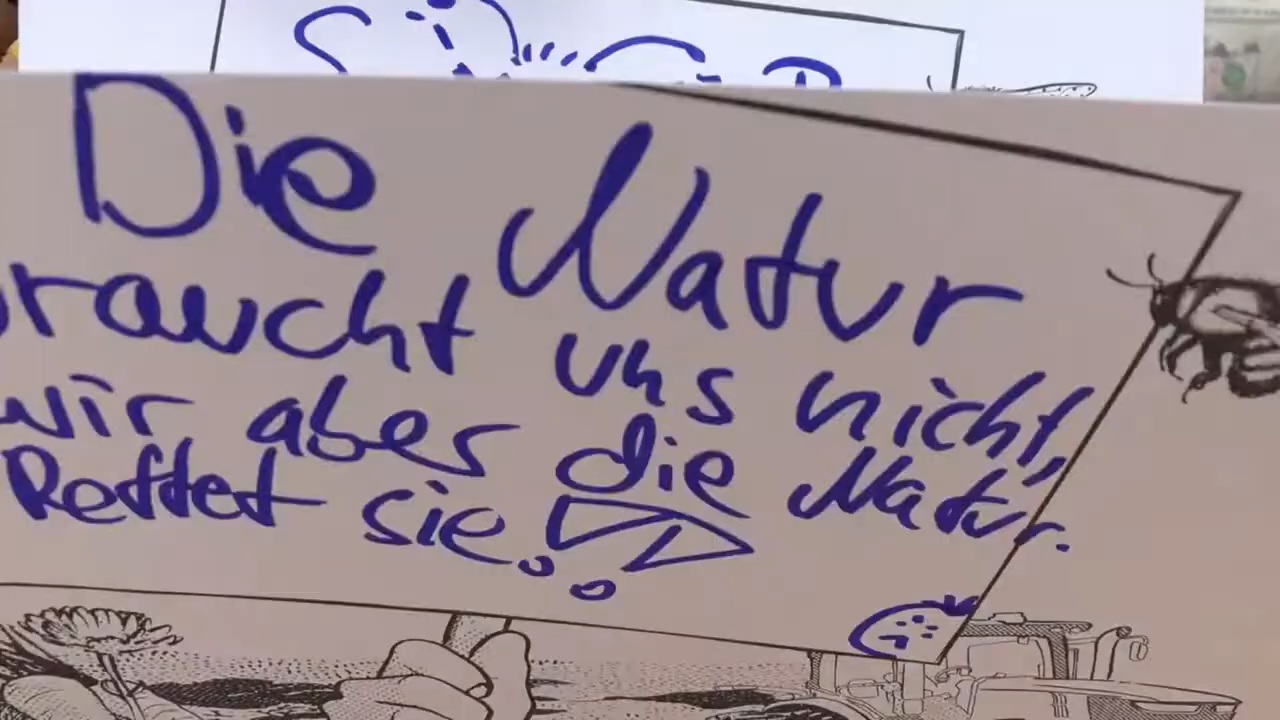 Die Natur
braucht uns nicht,
wir aber die Natur.
Rettet sie!!